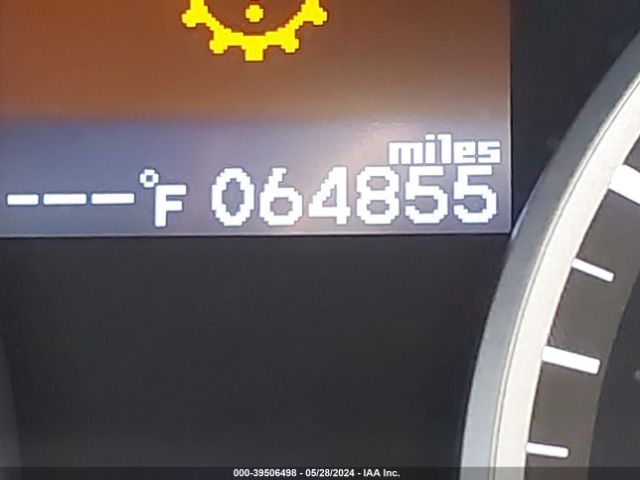 miles
---°F 064855
000-39506498 - 05/28/2024 - IAA Inc.